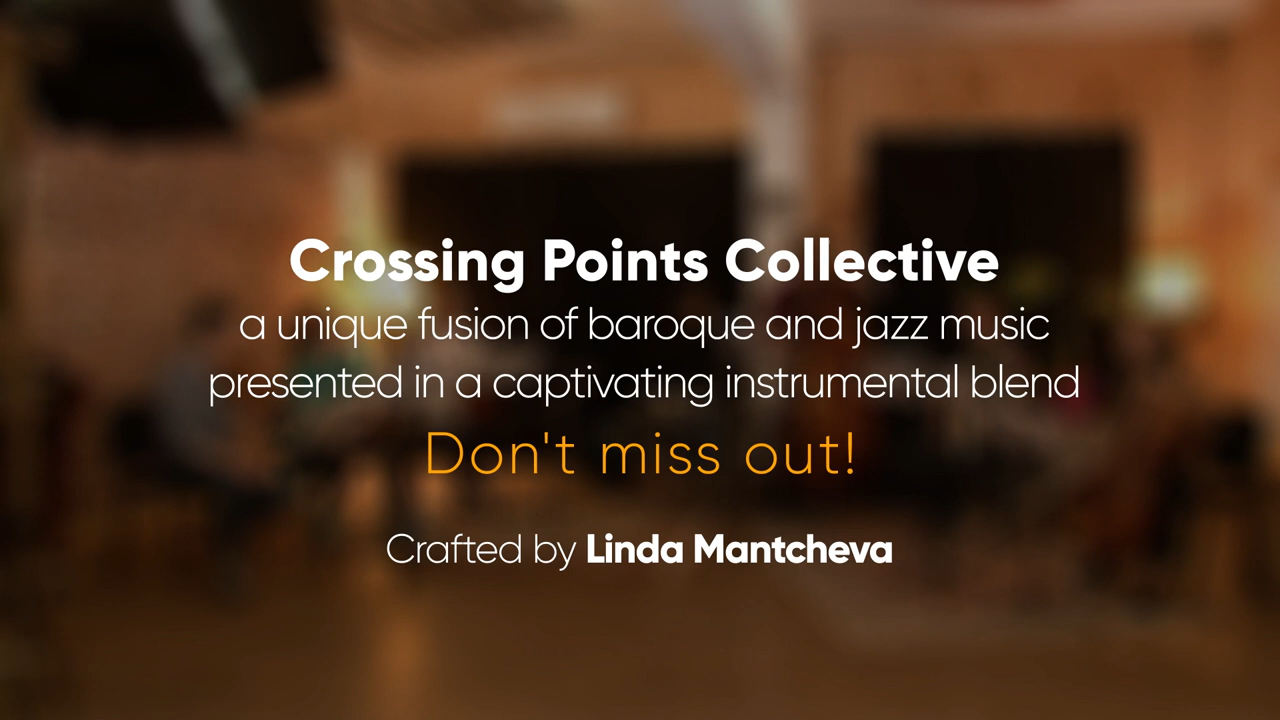 Crossing Points Collective
a unique fusion of baroque and jazz music
presented in a captivating instrumental blend
Don't miss out!
Crafted by Linda Mantcheva